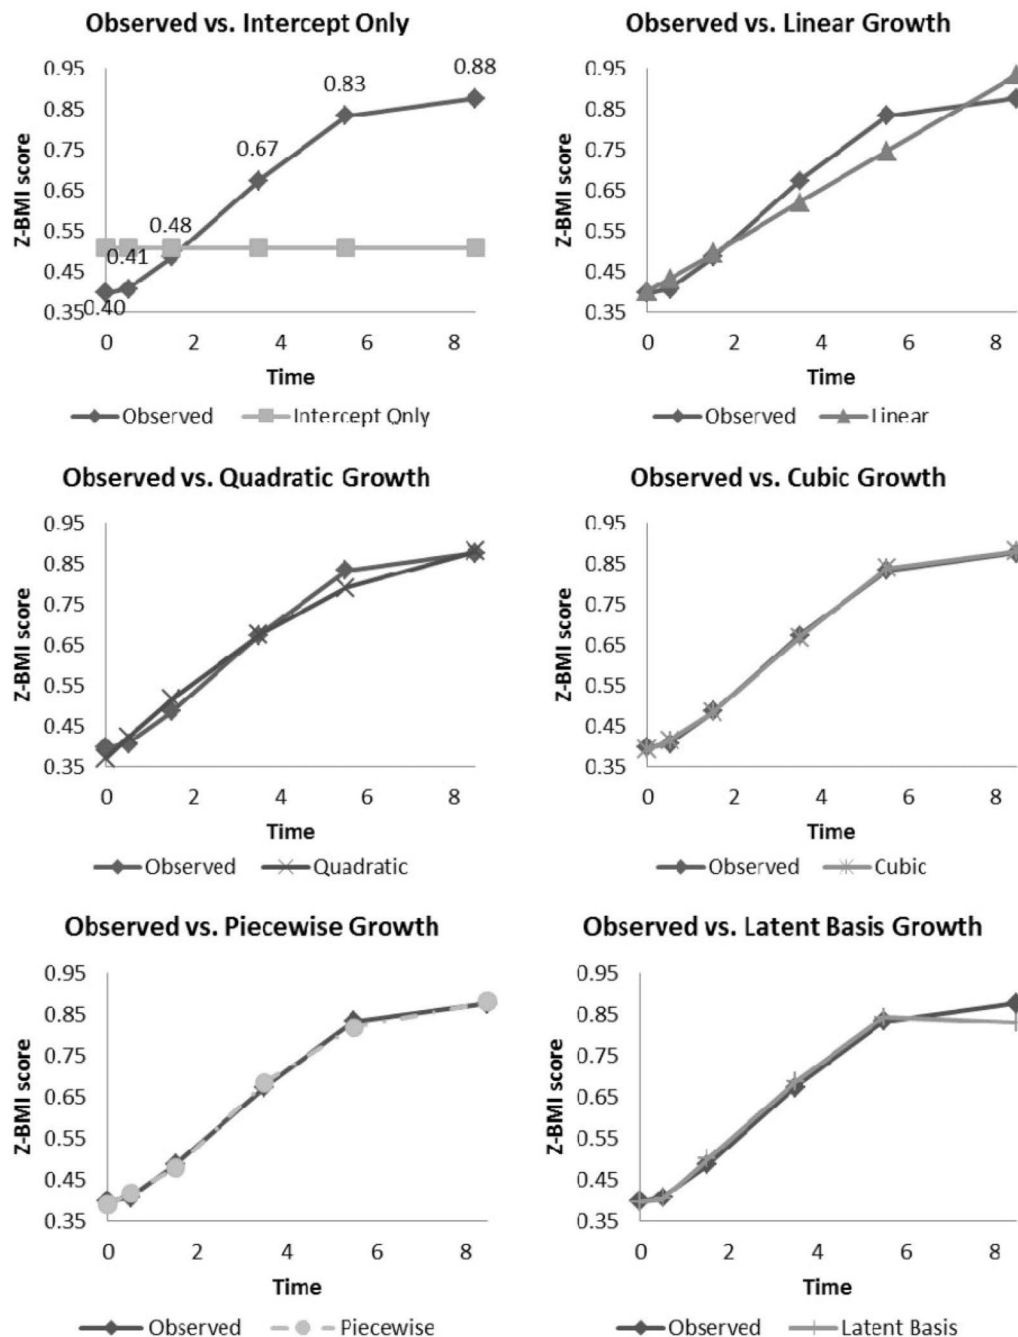 Observed vs. Intercept Only
0.95
0.85
0.75
0.65
0.55
0.45
0.35
Z-BMI score
0.40
0.41
0.48
0.67
0.83
0.88
0 2 4 6 8
Time
Observed Intercept Only
Observed vs. Linear Growth
0.95
0.85
0.75
0.65
0.55
0.45
0.35
Z-BMI score
0 2 4 6 8
Time
Observed Linear
Observed vs. Quadratic Growth
0.95
0.85
0.75
0.65
0.55
0.45
0.35
Z-BMI score
0 2 4 6 8
Time
Observed Quadratic
Observed vs. Cubic Growth
0.95
0.85
0.75
0.65
0.55
0.45
0.35
Z-BMI score
0 2 4 6 8
Time
Observed Cubic
Observed vs. Piecewise Growth
0.95
0.85
0.75
0.65
0.55
0.45
0.35
Z-BMI score
0 2 4 6 8
Time
Observed Piecewise
Observed vs. Latent Basis Growth
0.95
0.85
0.75
0.65
0.55
0.45
0.35
Z-BMI score
0 2 4 6 8
Time
Observed Latent Basis